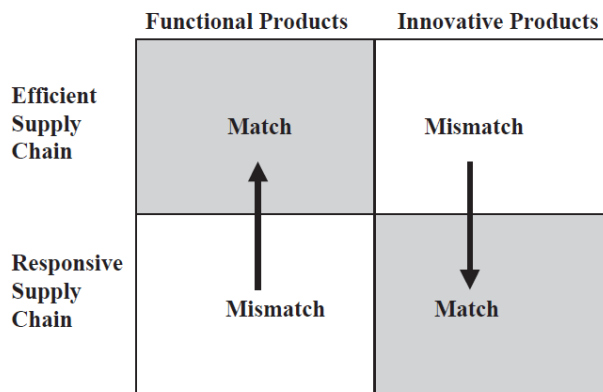 Functional Products Innovative Products
Efficient
Supply
Chain
Match
Mismatch
Responsive
Supply
Chain
Mismatch
Match